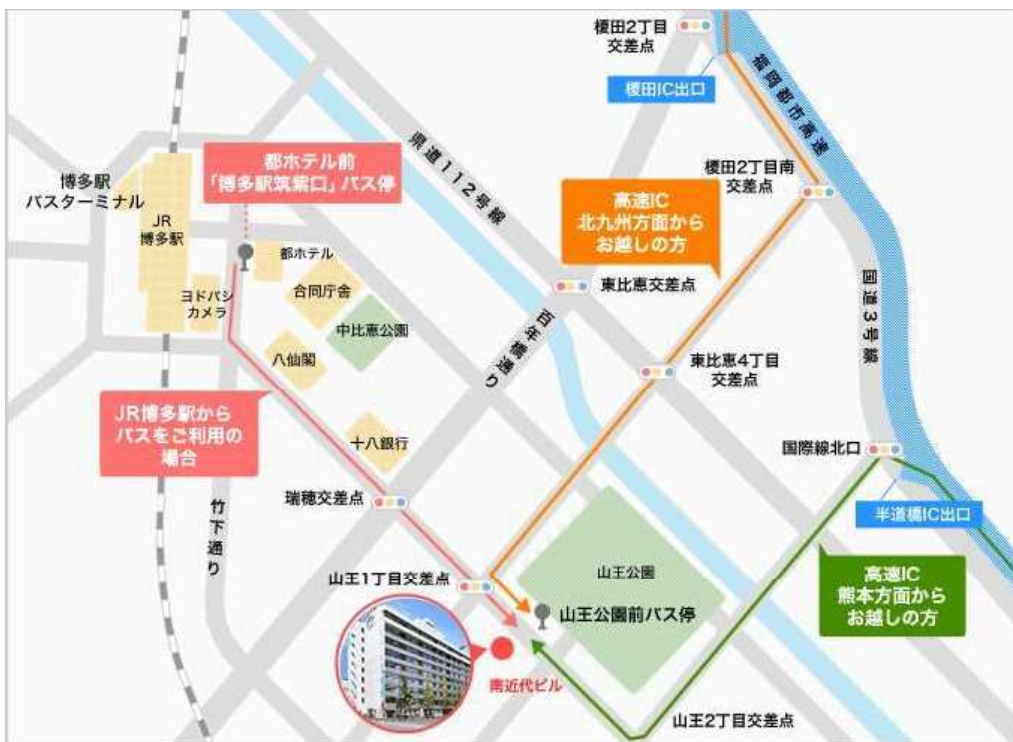 榎田2丁目
交差点
榎田IC出口
福岡都市高速
県道112号線
都ホテル前
「博多駅筑紫口」バス停
榎田2丁目南
交差点
博多駅
バスターミナル
JR
博多駅
高速IC
北九州方面から
お越しの方
都ホテル
合同庁舎
ヨドバシ
カメラ
東比恵交差点
国道3号線
中比恵公園
百年橋通り
八仙閣
東比恵4丁目
交差点
JR博多駅から
バスをご利用の
場合
十八銀行
国際線北口
瑞穂交差点
竹下通り
半道橋IC出口
山王1丁目交差点
山王公園
高速IC
熊本方面から
お越しの方
山王公園前バス停
南近代ビル
山王2丁目交差点